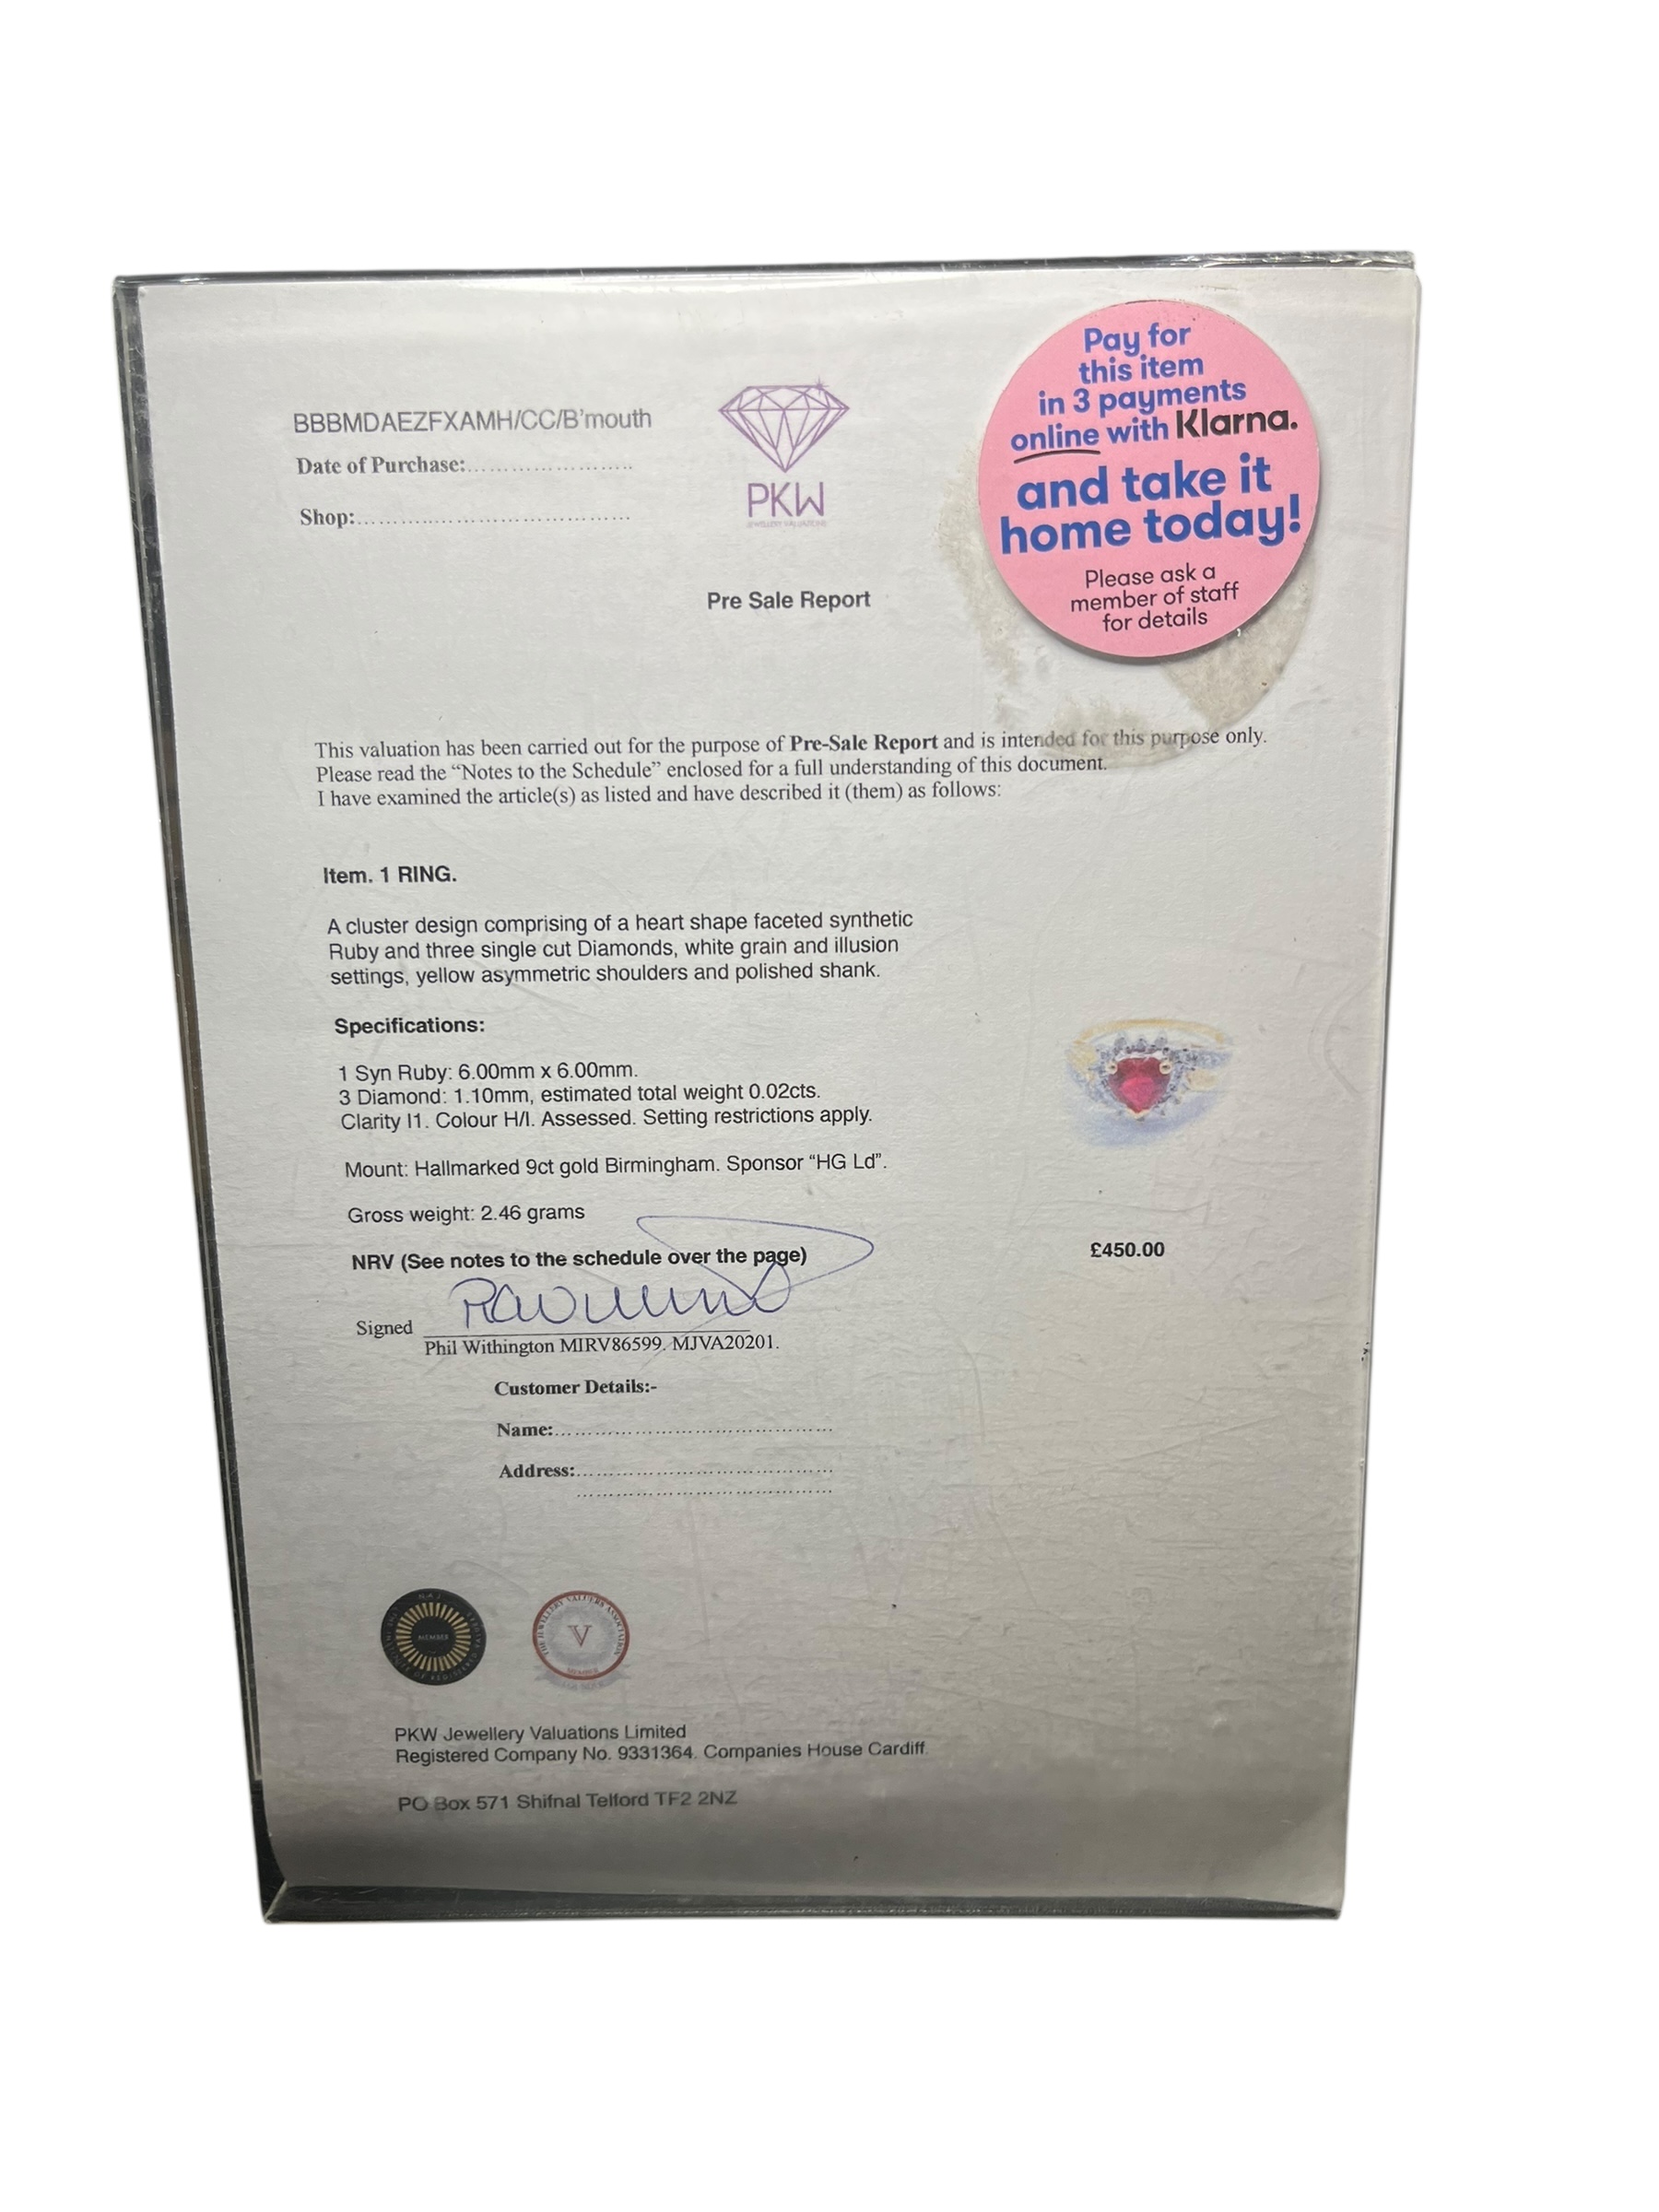 BBBMDAEZFXAMH/CC/B'mouth
Date of Purchase:........................
Shop:.......................................
PKW
JEWELLERY VALUATIONS
Pay for
this item
in 3 payments
online with Klarna.
and take it
home today!
Please ask a
member of staff
for details
Pre Sale Report
This valuation has been carried out for the purpose of Pre-Sale Report and is intended for this purpose only.
Please read the “Notes to the Schedule” enclosed for a full understanding of this document.
I have examined the article(s) as listed and have described it (them) as follows:
Item. 1 RING.
A cluster design comprising of a heart shape faceted synthetic
Ruby and three single cut Diamonds, white grain and illusion
settings, yellow asymmetric shoulders and polished shank.
Specifications:
1 Syn Ruby: 6.00mm x 6.00mm.
3 Diamond: 1.10mm, estimated total weight 0.02cts.
Clarity I1. Colour H/I. Assessed. Setting restrictions apply.
Mount: Hallmarked 9ct gold Birmingham. Sponsor “HG Ld”.
Gross weight: 2.46 grams
NRV (See notes to the schedule over the page) £450.00
Signed
Phil Withington MIRV86599. MJVA20201.
Customer Details:-
Name:.............................................
Address:..........................................
..........................................
MEMBER
THE JEWELLERY VALUERS ASSOCIATION
V
MEMBER
PKW Jewellery Valuations Limited
Registered Company No. 9331364. Companies House Cardiff.
PO Box 571 Shifnal Telford TF2 2NZ